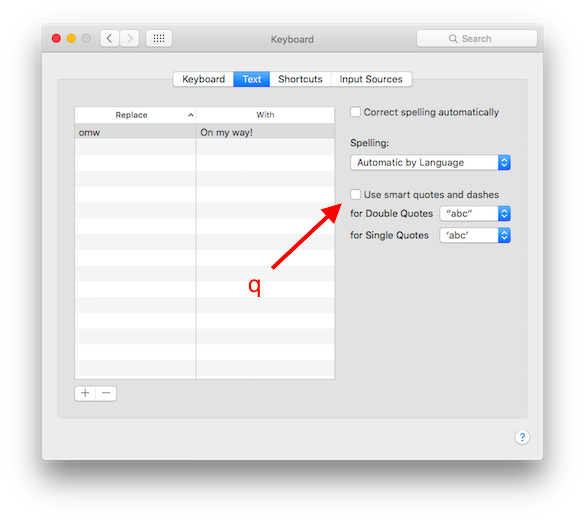 Keyboard
Search
Keyboard Text Shortcuts Input Sources
Replace With
omw On my way!
Correct spelling automatically
Spelling:
Automatic by Language
Use smart quotes and dashes
for Double Quotes “abc”
for Single Quotes ‘abc’
q
+ −
?